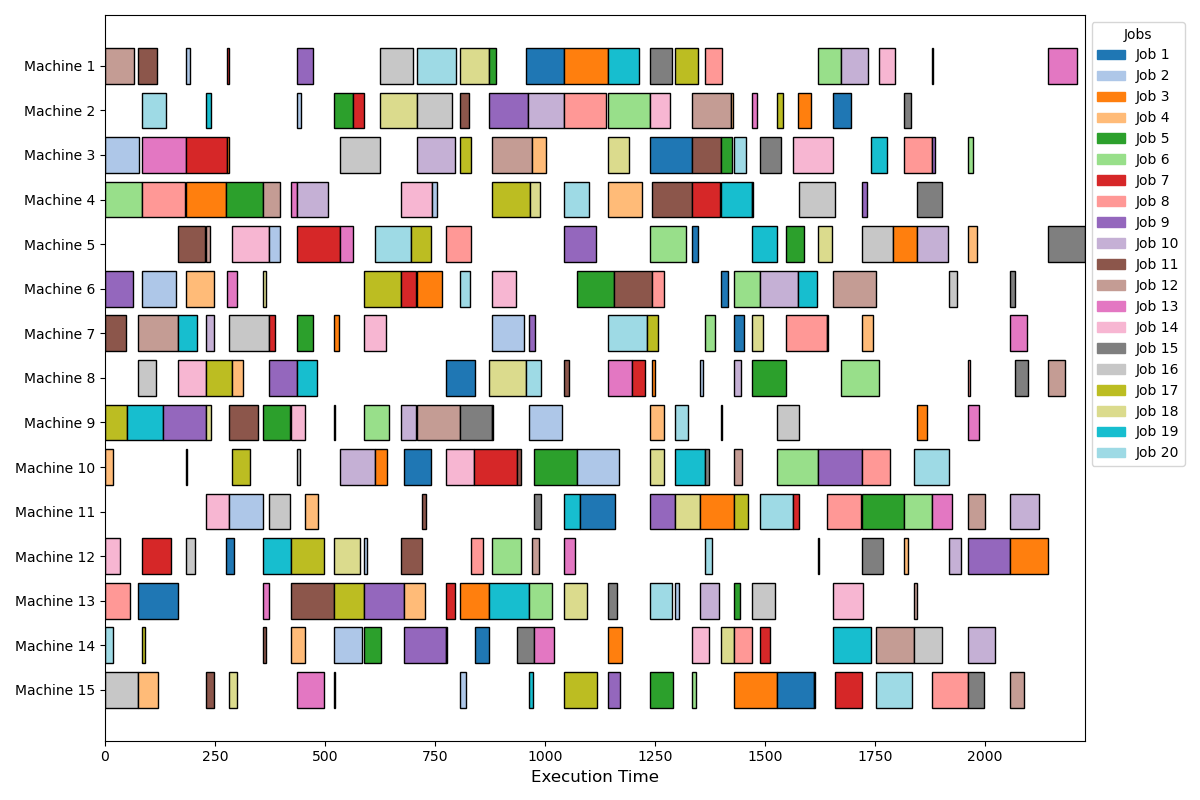 Machine 1
Machine 2
Machine 3
Machine 4
Machine 5
Machine 6
Machine 7
Machine 8
Machine 9
Machine 10
Machine 11
Machine 12
Machine 13
Machine 14
Machine 15
0 250 500 750 1000 1250 1500 1750 2000
Execution Time
Jobs
Job 1
Job 2
Job 3
Job 4
Job 5
Job 6
Job 7
Job 8
Job 9
Job 10
Job 11
Job 12
Job 13
Job 14
Job 15
Job 16
Job 17
Job 18
Job 19
Job 20